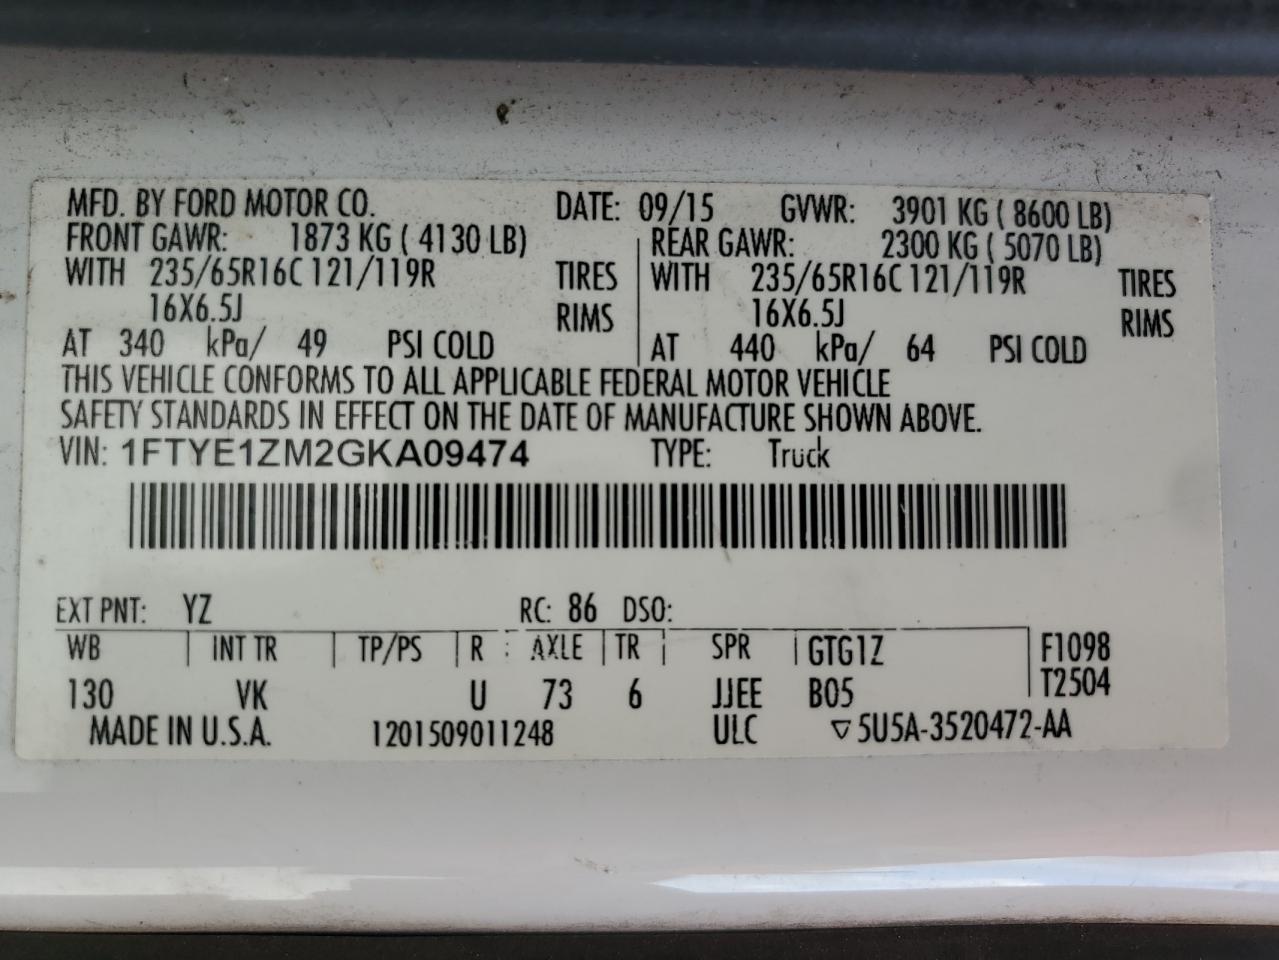 MFD. BY FORD MOTOR CO. DATE: 09/15 GVWR: 3901 KG ( 8600 LB)
FRONT GAWR: 1873 KG ( 4130 LB) REAR GAWR: 2300 KG ( 5070 LB)
WITH 235/65R16C 121/119R TIRES WITH 235/65R16C 121/119R TIRES
16X6.5J RIMS 16X6.5J RIMS
AT 340 kPa/ 49 PSI COLD AT 440 kPa/ 64 PSI COLD
THIS VEHICLE CONFORMS TO ALL APPLICABLE FEDERAL MOTOR VEHICLE
SAFETY STANDARDS IN EFFECT ON THE DATE OF MANUFACTURE SHOWN ABOVE.
VIN: 1FTYE1ZM2GKA09474 TYPE: Truck
EXT PNT: YZ RC: 86 DSO:
WB INT TR TP/PS R AXLE TR SPR GTG1Z F1098
130 VK U 73 6 JJEE B05 T2504
MADE IN U.S.A. 1201509011248 ULC ▽5U5A-3520472-AA